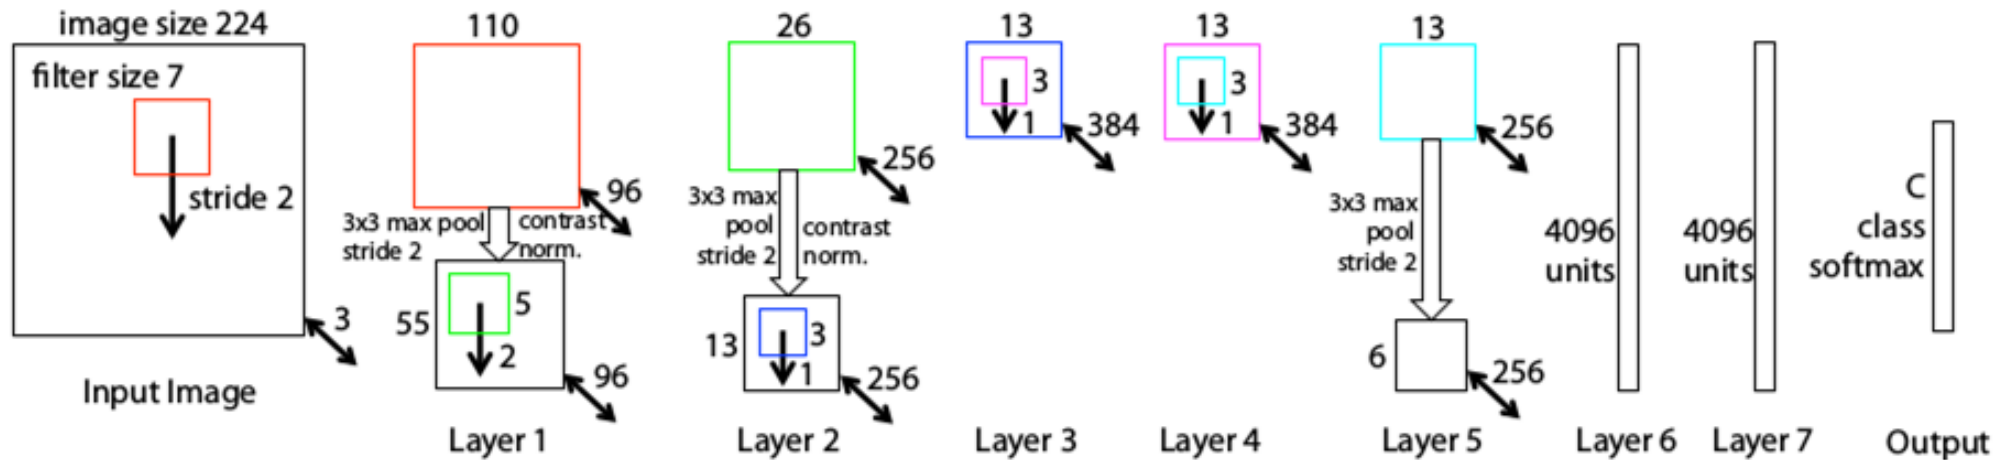 image size 224
filter size 7
stride 2
3
Input Image
110
96
3x3 max pool
stride 2
contrast
norm.
55
5
2
96
Layer 1
26
256
3x3 max
pool
stride 2
contrast
norm.
13
3
1
256
Layer 2
13
3
1
384
Layer 3
13
3
1
384
Layer 4
13
256
3x3 max
pool
stride 2
6
256
Layer 5
4096
units
Layer 6
4096
units
Layer 7
C
class
softmax
Output